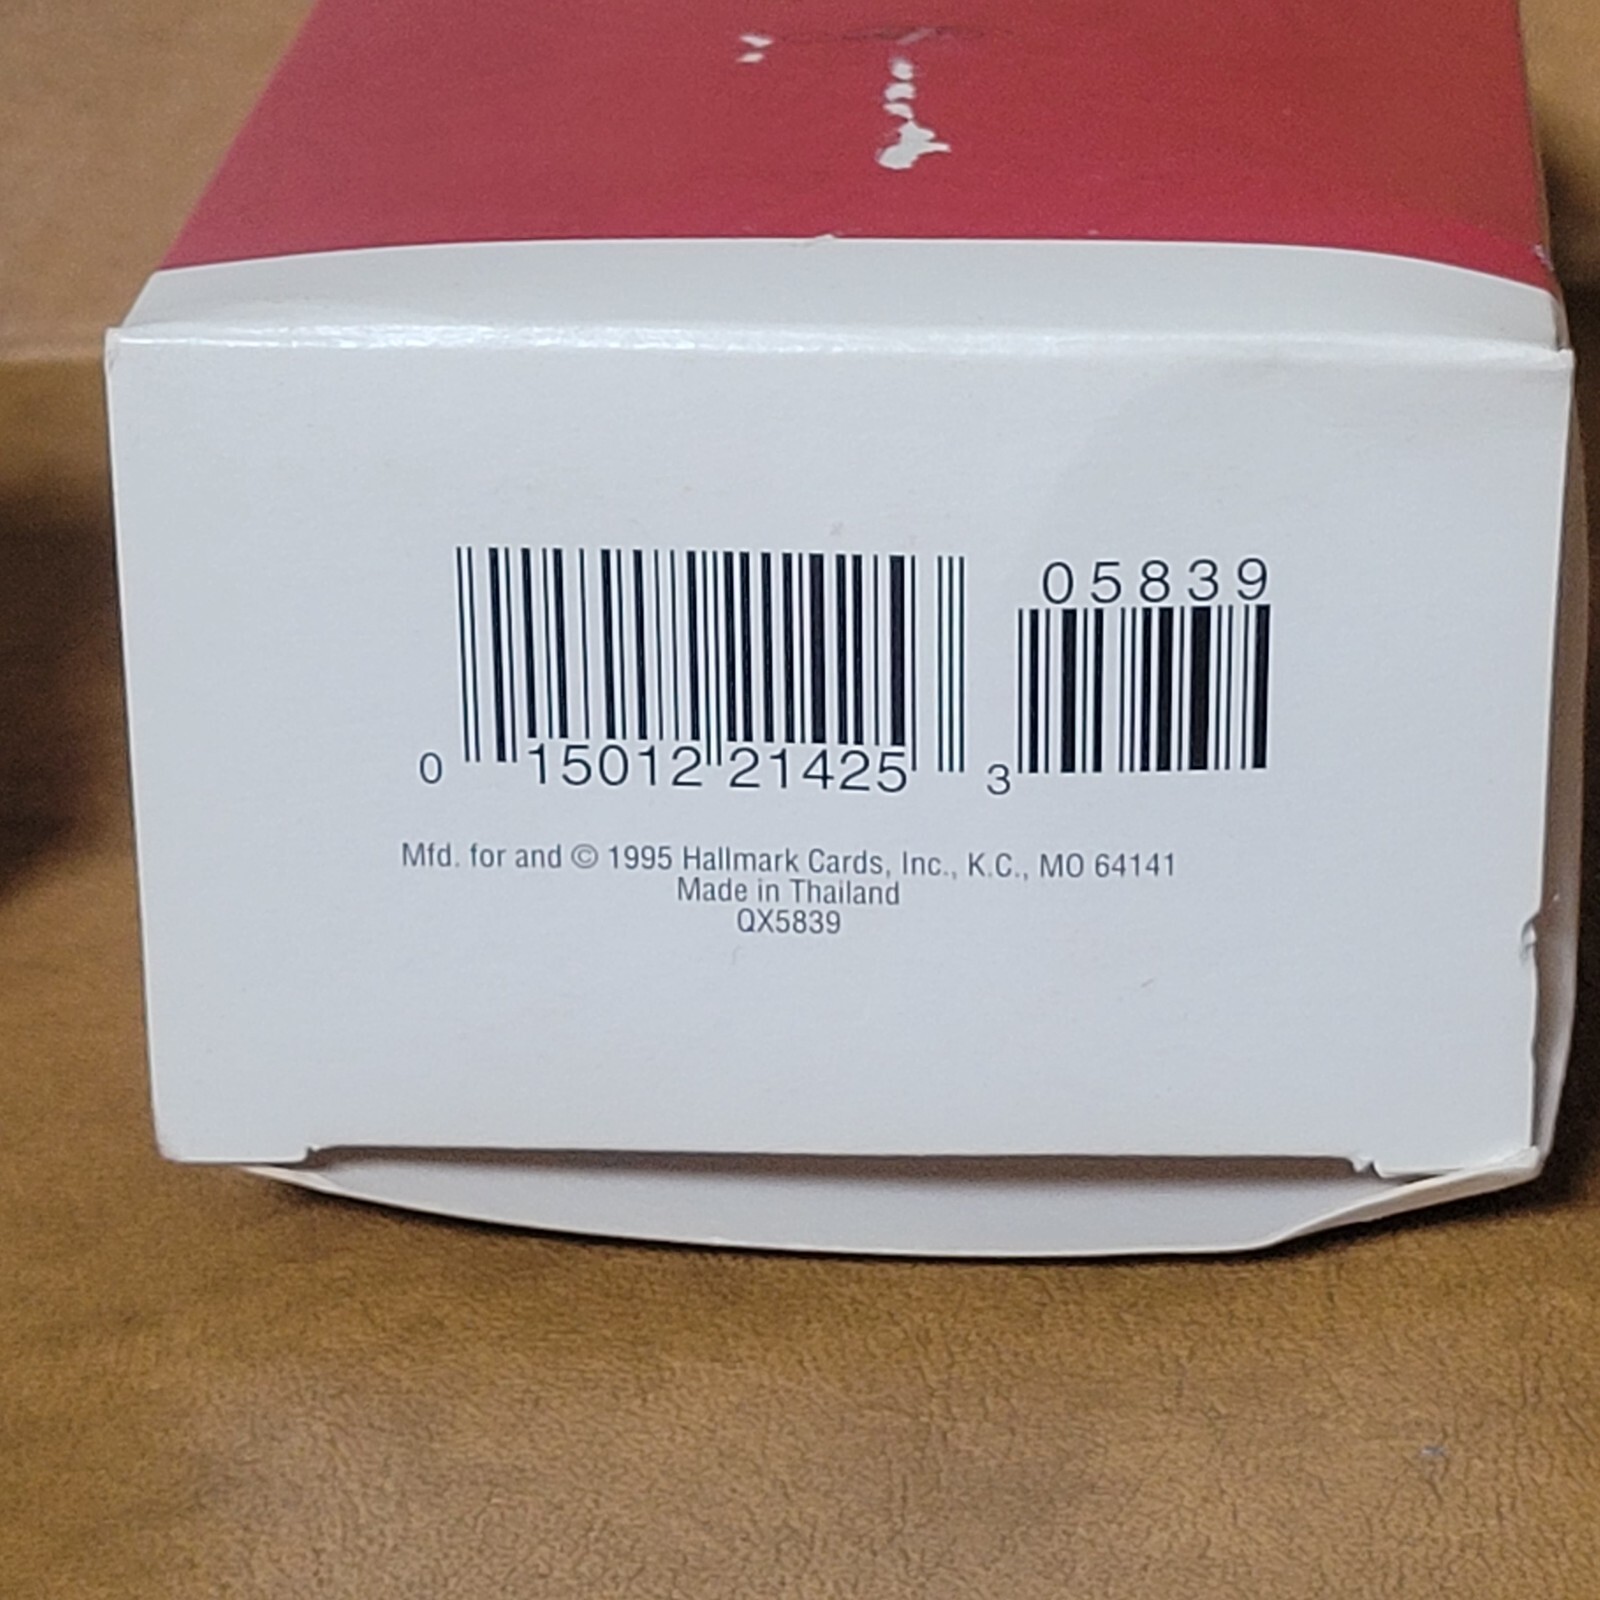 05839
0 15012 21425 3
Mfd. for and © 1995 Hallmark Cards, Inc., K.C., MO 64141
Made in Thailand
QX5839